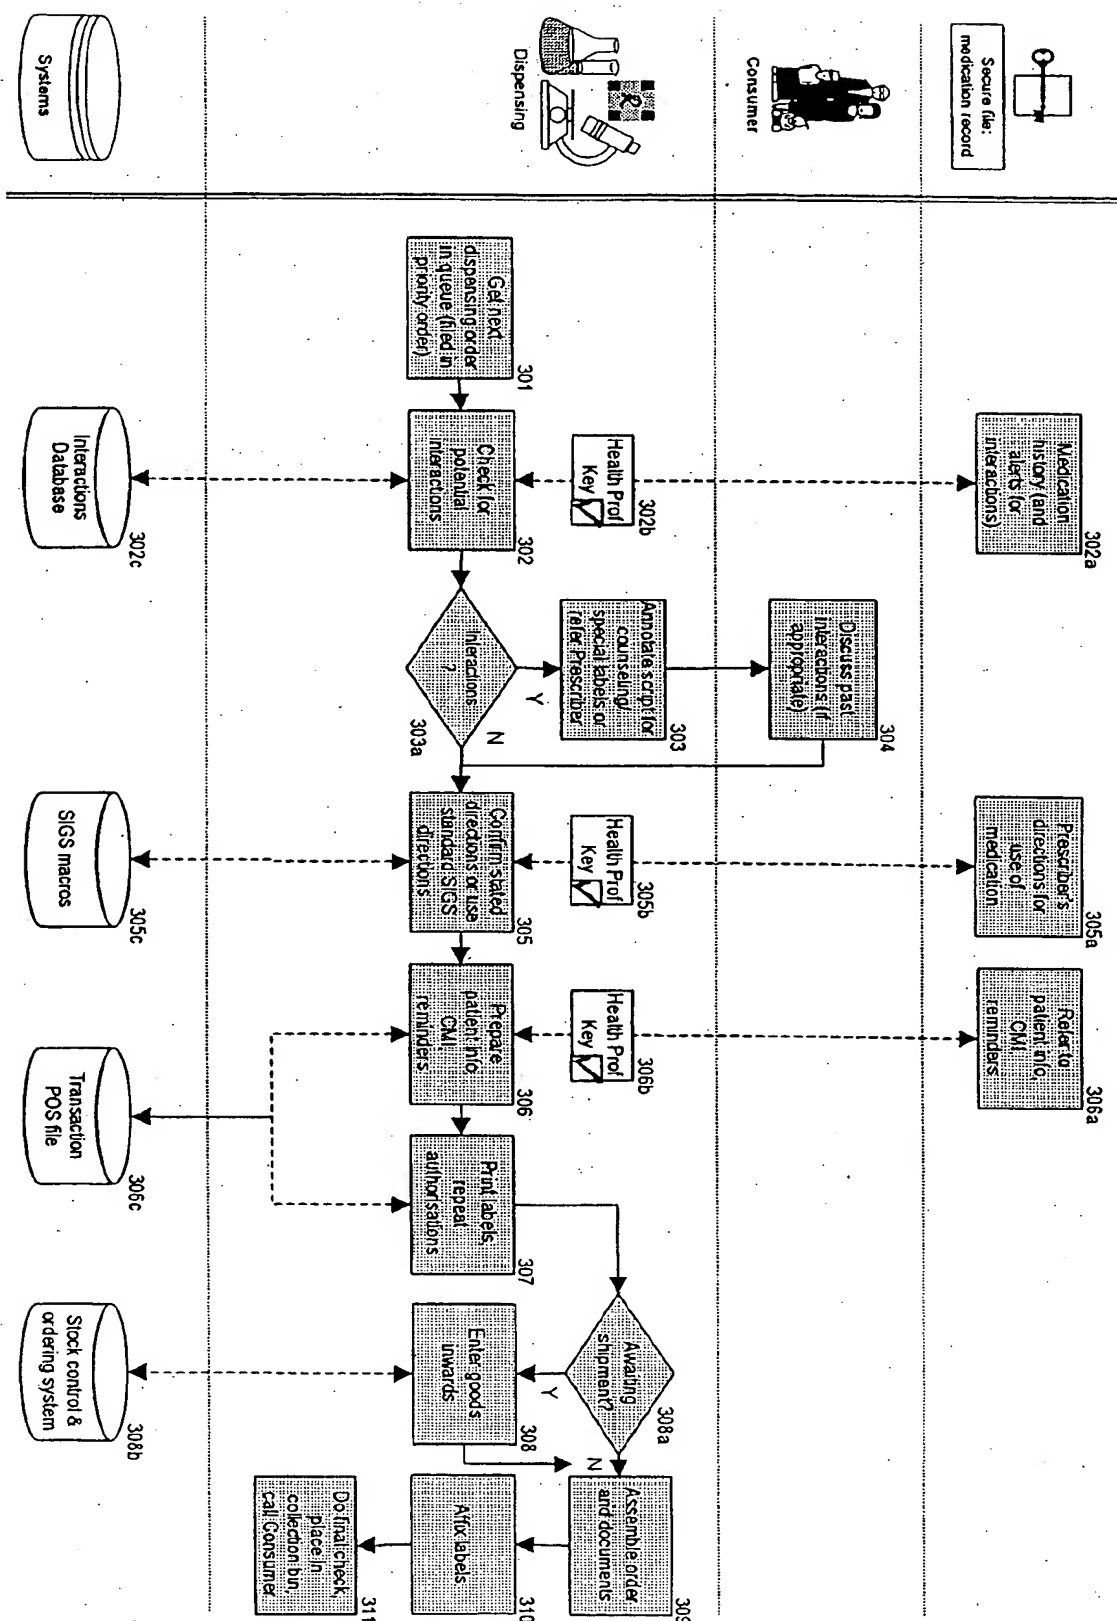 Secure file:
medication record
Consumer
Dispensing
Systems
Medication
history (and
alerts for
interactions)
302a
Prescriber's
directions for
use of
medication
305a
Refer to
patient info,
CMI,
reminders
306a
Discuss past
interactions (if
appropriate)
304
Health Prof
Key
302b
Annotate script for
counseling/
special labels or
refer Prescriber
303
Health Prof
Key
305b
Health Prof
Key
306b
Awaiting
shipment?
308a
Y
N
Assemble order
and documents
309
Get next
dispensing order
in queue (filed in
priority order)
301
Check for
potential
interactions
302
Interactions
?
303a
Y
N
Confirm stated
directions or use
standard SIGS
directions
305
Prepare
patient info,
CMI,
reminders
306
Print labels,
repeat
authorisations
307
Enter goods
inwards
308
Affix labels
310
Do final check,
place in
collection bin,
call Consumer
311
Interactions
Database
302c
SIGS macros
305c
Transaction
POS file
306c
Stock control &
ordering system
308b